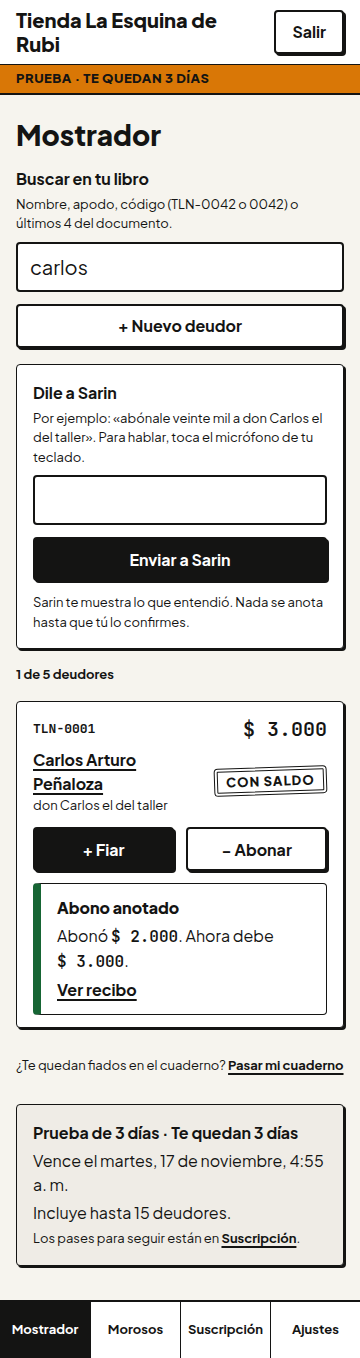 Tienda La Esquina de
Rubi
Salir
PRUEBA · TE QUEDAN 3 DÍAS
Mostrador
Buscar en tu libro
Nombre, apodo, código (TLN-0042 o 0042) o
últimos 4 del documento.
carlos
+ Nuevo deudor
Dile a Sarin
Por ejemplo: «abónale veinte mil a don Carlos el
del taller». Para hablar, toca el micrófono de tu
teclado.
Enviar a Sarin
Sarin te muestra lo que entendió. Nada se anota
hasta que tú lo confirmes.
1 de 5 deudores
TLN-0001
$ 3.000
Carlos Arturo
Peñaloza
CON SALDO
don Carlos el del taller
+ Fiar
− Abonar
Abono anotado
Abonó $ 2.000. Ahora debe
$ 3.000.
Ver recibo
¿Te quedan fiados en el cuaderno? Pasar mi cuaderno
Prueba de 3 días · Te quedan 3 días
Vence el martes, 17 de noviembre, 4:55
a. m.
Incluye hasta 15 deudores.
Los pases para seguir están en Suscripción.
Mostrador
Morosos
Suscripción
Ajustes